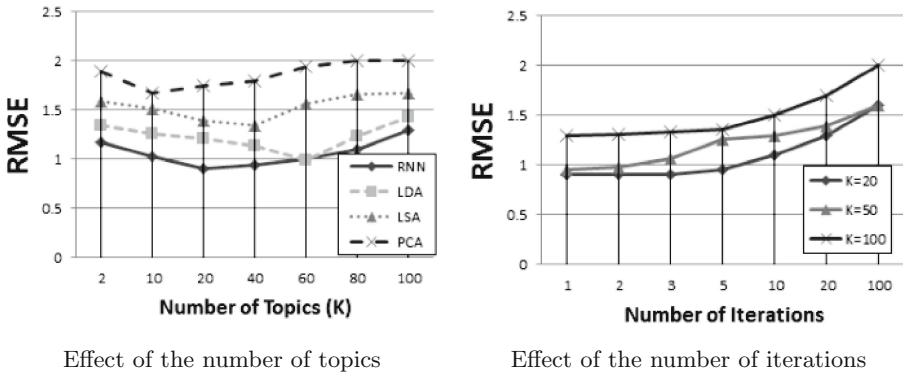 2.5
2
1.5
1
0.5
0
RMSE
RNN
LDA
LSA
PCA
2 10 20 40 60 80 100
Number of Topics (K)
Effect of the number of topics
2.5
2
1.5
1
0.5
0
RMSE
K=20
K=50
K=100
1 2 3 5 10 20 100
Number of Iterations
Effect of the number of iterations